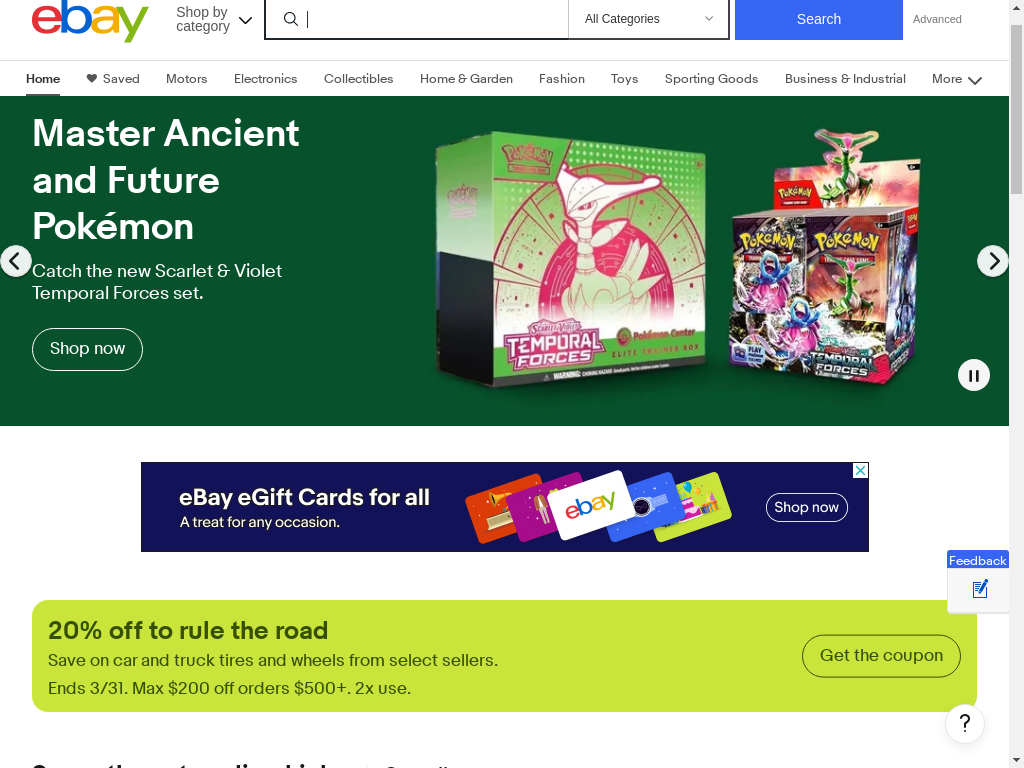 ebay
Shop by
category
All Categories
Search
Advanced
Home
Saved
Motors
Electronics
Collectibles
Home & Garden
Fashion
Toys
Sporting Goods
Business & Industrial
More
Master Ancient
and Future
Pokémon
Catch the new Scarlet & Violet
Temporal Forces set.
Shop now
POKÉMON
SCARLET & VIOLET
TEMPORAL
FORCES
Pokémon Center
ELITE TRAINER BOX
POKÉMON
POKÉMON
POKÉMON
TEMPORAL
FORCES
eBay eGift Cards for all
A treat for any occasion.
ebay
Shop now
Feedback
20% off to rule the road
Save on car and truck tires and wheels from select sellers.
Ends 3/31. Max $200 off orders $500+. 2x use.
Get the coupon
?